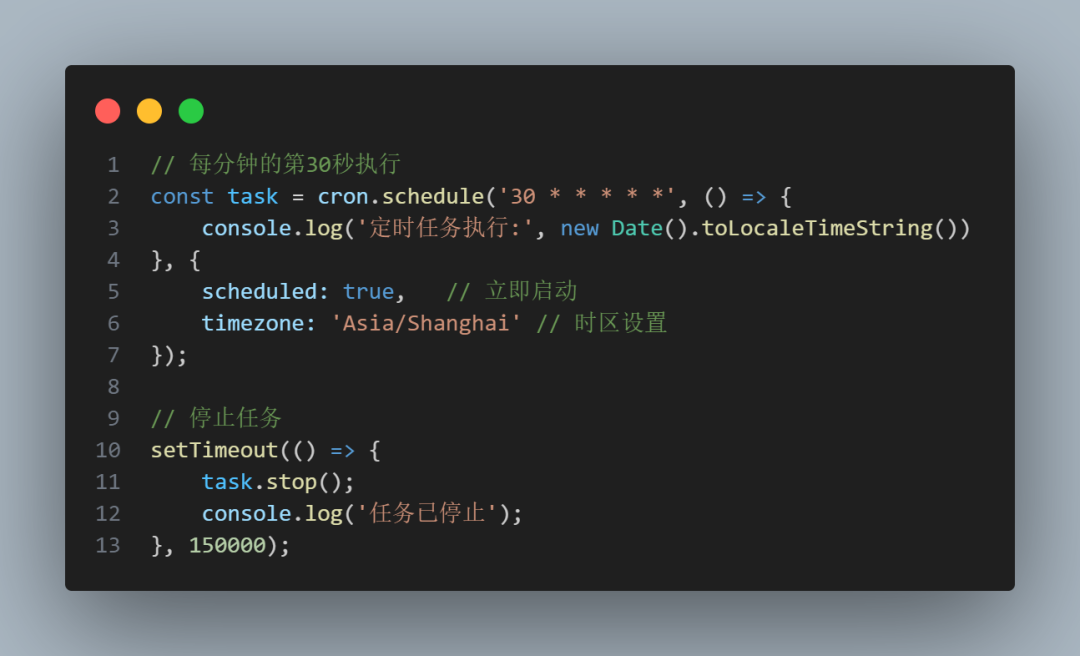 1 // 每分钟的第30秒执行
2 const task = cron.schedule('30 * * * * *', () => {
3     console.log('定时任务执行:', new Date().toLocaleTimeString())
4 }, {
5     scheduled: true,   // 立即启动
6     timezone: 'Asia/Shanghai' // 时区设置
7 });
8
9 // 停止任务
10 setTimeout(() => {
11     task.stop();
12     console.log('任务已停止');
13 }, 150000);